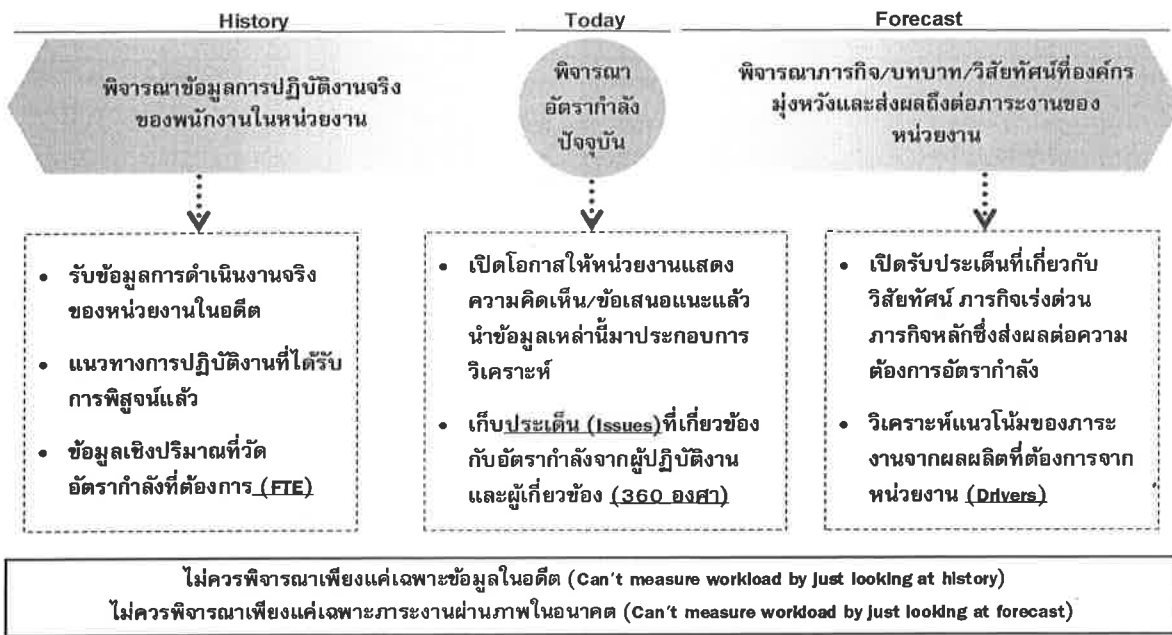 History
Today
Forecast
พิจารณาข้อมูลการปฏิบัติงานจริง
ของพนักงานในหน่วยงาน
พิจารณา
อัตรากำลัง
ปัจจุบัน
พิจารณาภารกิจ/บทบาท/วิสัยทัศน์ที่องค์กร
มุ่งหวังและส่งผลถึงต่อภาระงานของ
หน่วยงาน
• รับข้อมูลการดำเนินงานจริง
ของหน่วยงานในอดีต
• แนวทางการปฏิบัติงานที่ได้รับ
การพิสูจน์แล้ว
• ข้อมูลเชิงปริมาณที่วัด
อัตรากำลังที่ต้องการ (FTE)
• เปิดโอกาสให้หน่วยงานแสดง
ความคิดเห็น/ข้อเสนอแนะแล้ว
นำข้อมูลเหล่านี้มาประกอบการ
วิเคราะห์
• เก็บประเด็น (Issues)ที่เกี่ยวข้อง
กับอัตรากำลังจากผู้ปฏิบัติงาน
และผู้เกี่ยวข้อง (360 องศา)
• เปิดรับประเด็นที่เกี่ยวกับ
วิสัยทัศน์ ภารกิจเร่งด่วน
ภารกิจหลักซึ่งส่งผลต่อความ
ต้องการอัตรากำลัง
• วิเคราะห์แนวโน้มของภาระ
งานจากผลผลิตที่ต้องการจาก
หน่วยงาน (Drivers)
ไม่ควรพิจารณาเพียงแค่เฉพาะข้อมูลในอดีต (Can't measure workload by just looking at history)
ไม่ควรพิจารณาเพียงแค่เฉพาะภาระงานผ่านภาพในอนาคต (Can't measure workload by just looking at forecast)